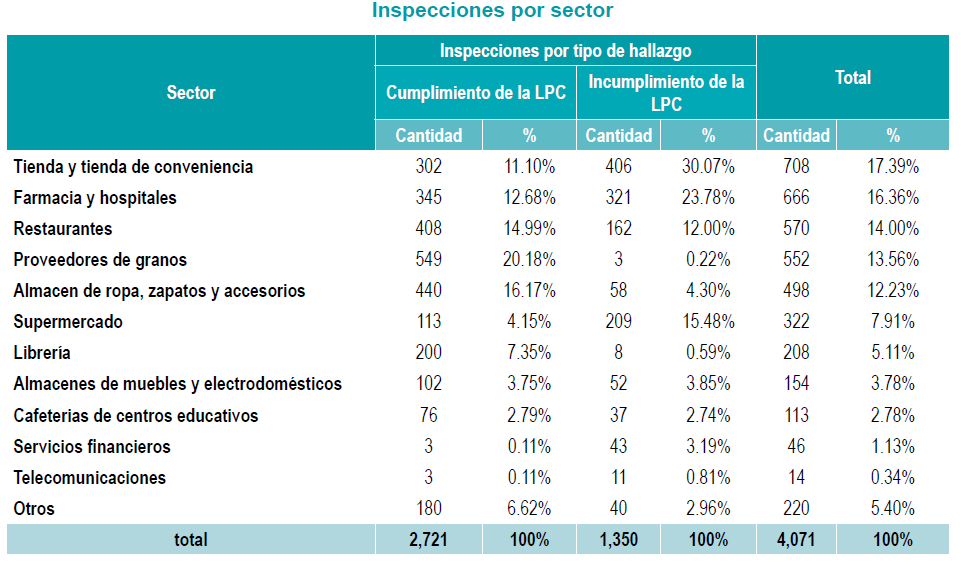 Inspecciones por sector
Inspecciones por tipo de hallazgo
Sector
Cumplimiento de la LPC
Incumplimiento de la
LPC
Total
Cantidad % Cantidad % Cantidad %
Tienda y tienda de conveniencia 302 11.10% 406 30.07% 708 17.39%
Farmacia y hospitales 345 12.68% 321 23.78% 666 16.36%
Restaurantes 408 14.99% 162 12.00% 570 14.00%
Proveedores de granos 549 20.18% 3 0.22% 552 13.56%
Almacen de ropa, zapatos y accesorios 440 16.17% 58 4.30% 498 12.23%
Supermercado 113 4.15% 209 15.48% 322 7.91%
Librería 200 7.35% 8 0.59% 208 5.11%
Almacenes de muebles y electrodomésticos 102 3.75% 52 3.85% 154 3.78%
Cafeterias de centros educativos 76 2.79% 37 2.74% 113 2.78%
Servicios financieros 3 0.11% 43 3.19% 46 1.13%
Telecomunicaciones 3 0.11% 11 0.81% 14 0.34%
Otros 180 6.62% 40 2.96% 220 5.40%
total 2,721 100% 1,350 100% 4,071 100%